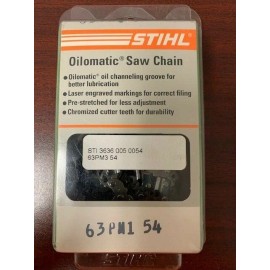 STIHL
Oilomatic® Saw Chain
• Oilomatic® oil channeling groove for
better lubrication
• Laser engraved markings for correct filing
• Pre-stretched for less adjustment
• Chromized cutter teeth for durability
STI 3636 005 0054
63PM3 54
63PM1 54